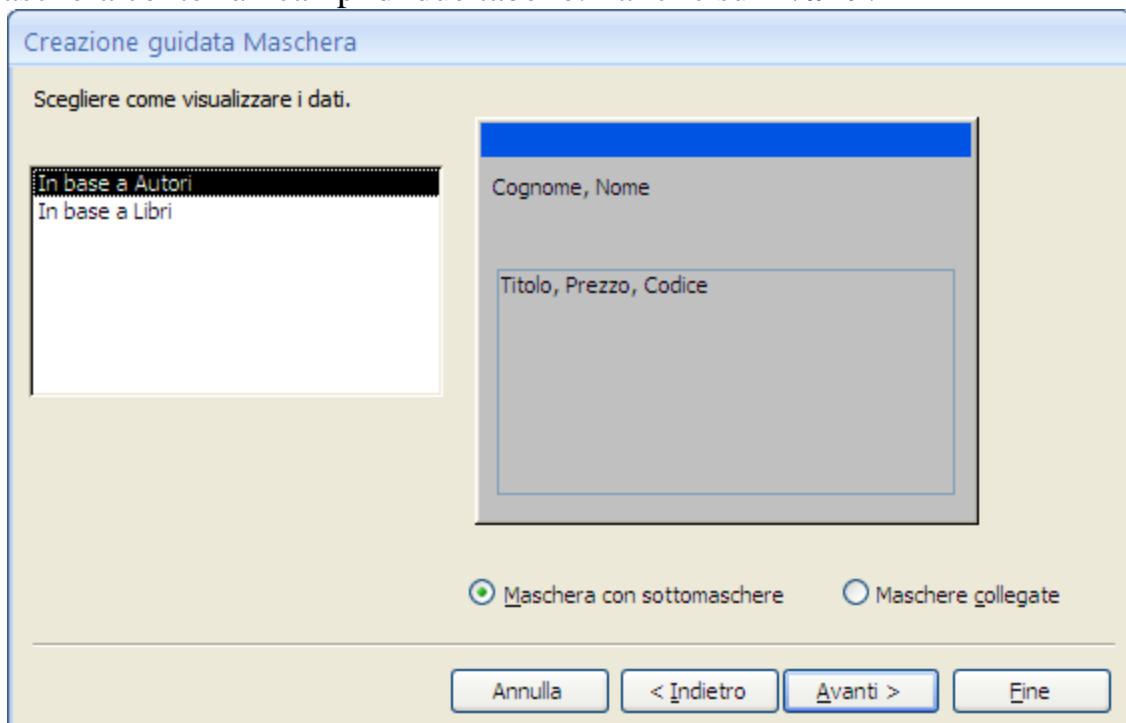 Creazione guidata Maschera
Scegliere come visualizzare i dati.
In base a Autori
In base a Libri
Cognome, Nome
Titolo, Prezzo, Codice
Maschera con sottomaschere
Maschere collegate
Annulla
< Indietro
Avanti >
Fine